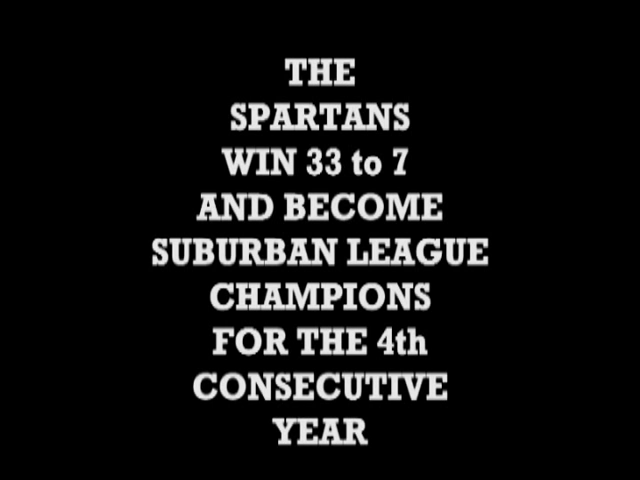 THE
SPARTANS
WIN 33 to 7
AND BECOME
SUBURBAN LEAGUE
CHAMPIONS
FOR THE 4th
CONSECUTIVE
YEAR